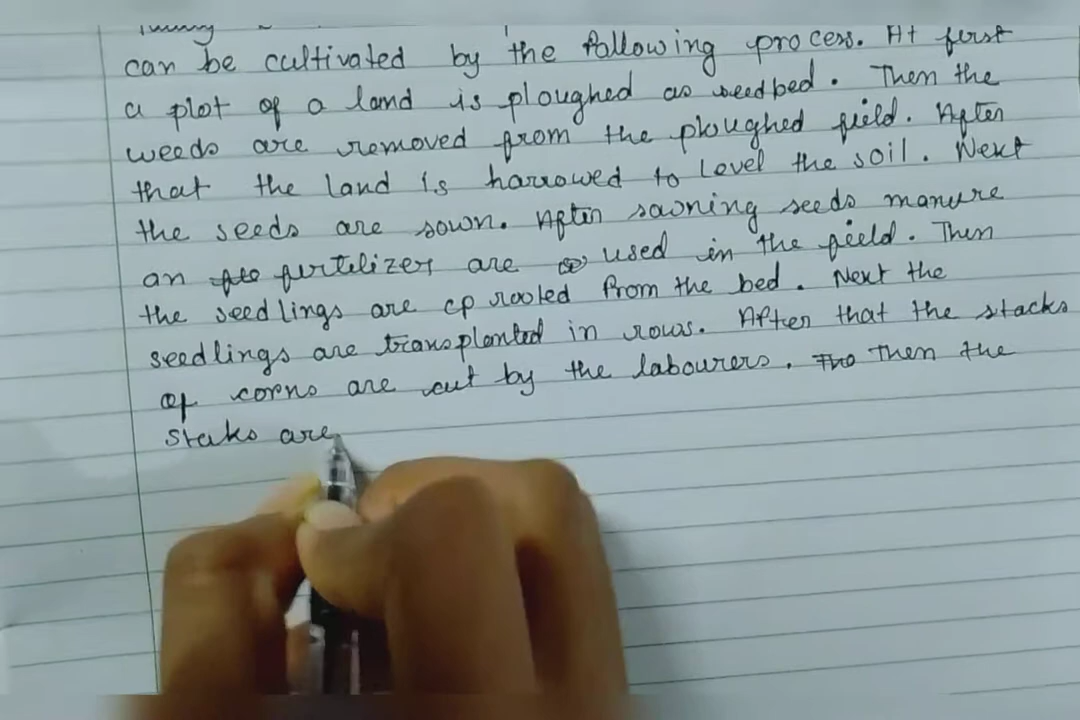 can be cultivated by the following process. At first
a plot of a land is ploughed as seedbed. Then the
weeds are removed from the ploughed field. After
that the land is harrowed to level the soil. Next
the seeds are sown. After sowning seeds manure
an fertilizer are used in the field. Then
the seedlings are up rooted from the bed. Next the
seedlings are transplanted in rows. After that the stacks
of corns are cut by the labourers. Then the
staks are